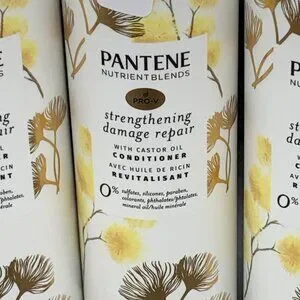 PANTENE
NUTRIENT BLENDS
PRO-V
strengthening
damage repair
WITH CASTOR OIL
CONDITIONER
AVEC HUILE DE RICIN
REVITALISANT
0% sulfates, silicones, paraben,
colorants, phthalates/phtalates,
mineral oil/huile minérale